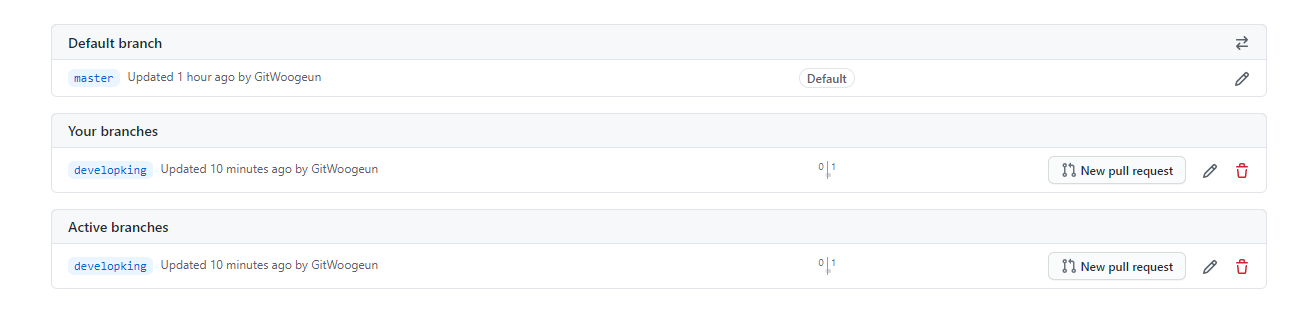 Default branch
master Updated 1 hour ago by GitWoogeun Default
Your branches
developking Updated 10 minutes ago by GitWoogeun 0 1 New pull request
Active branches
developking Updated 10 minutes ago by GitWoogeun 0 1 New pull request